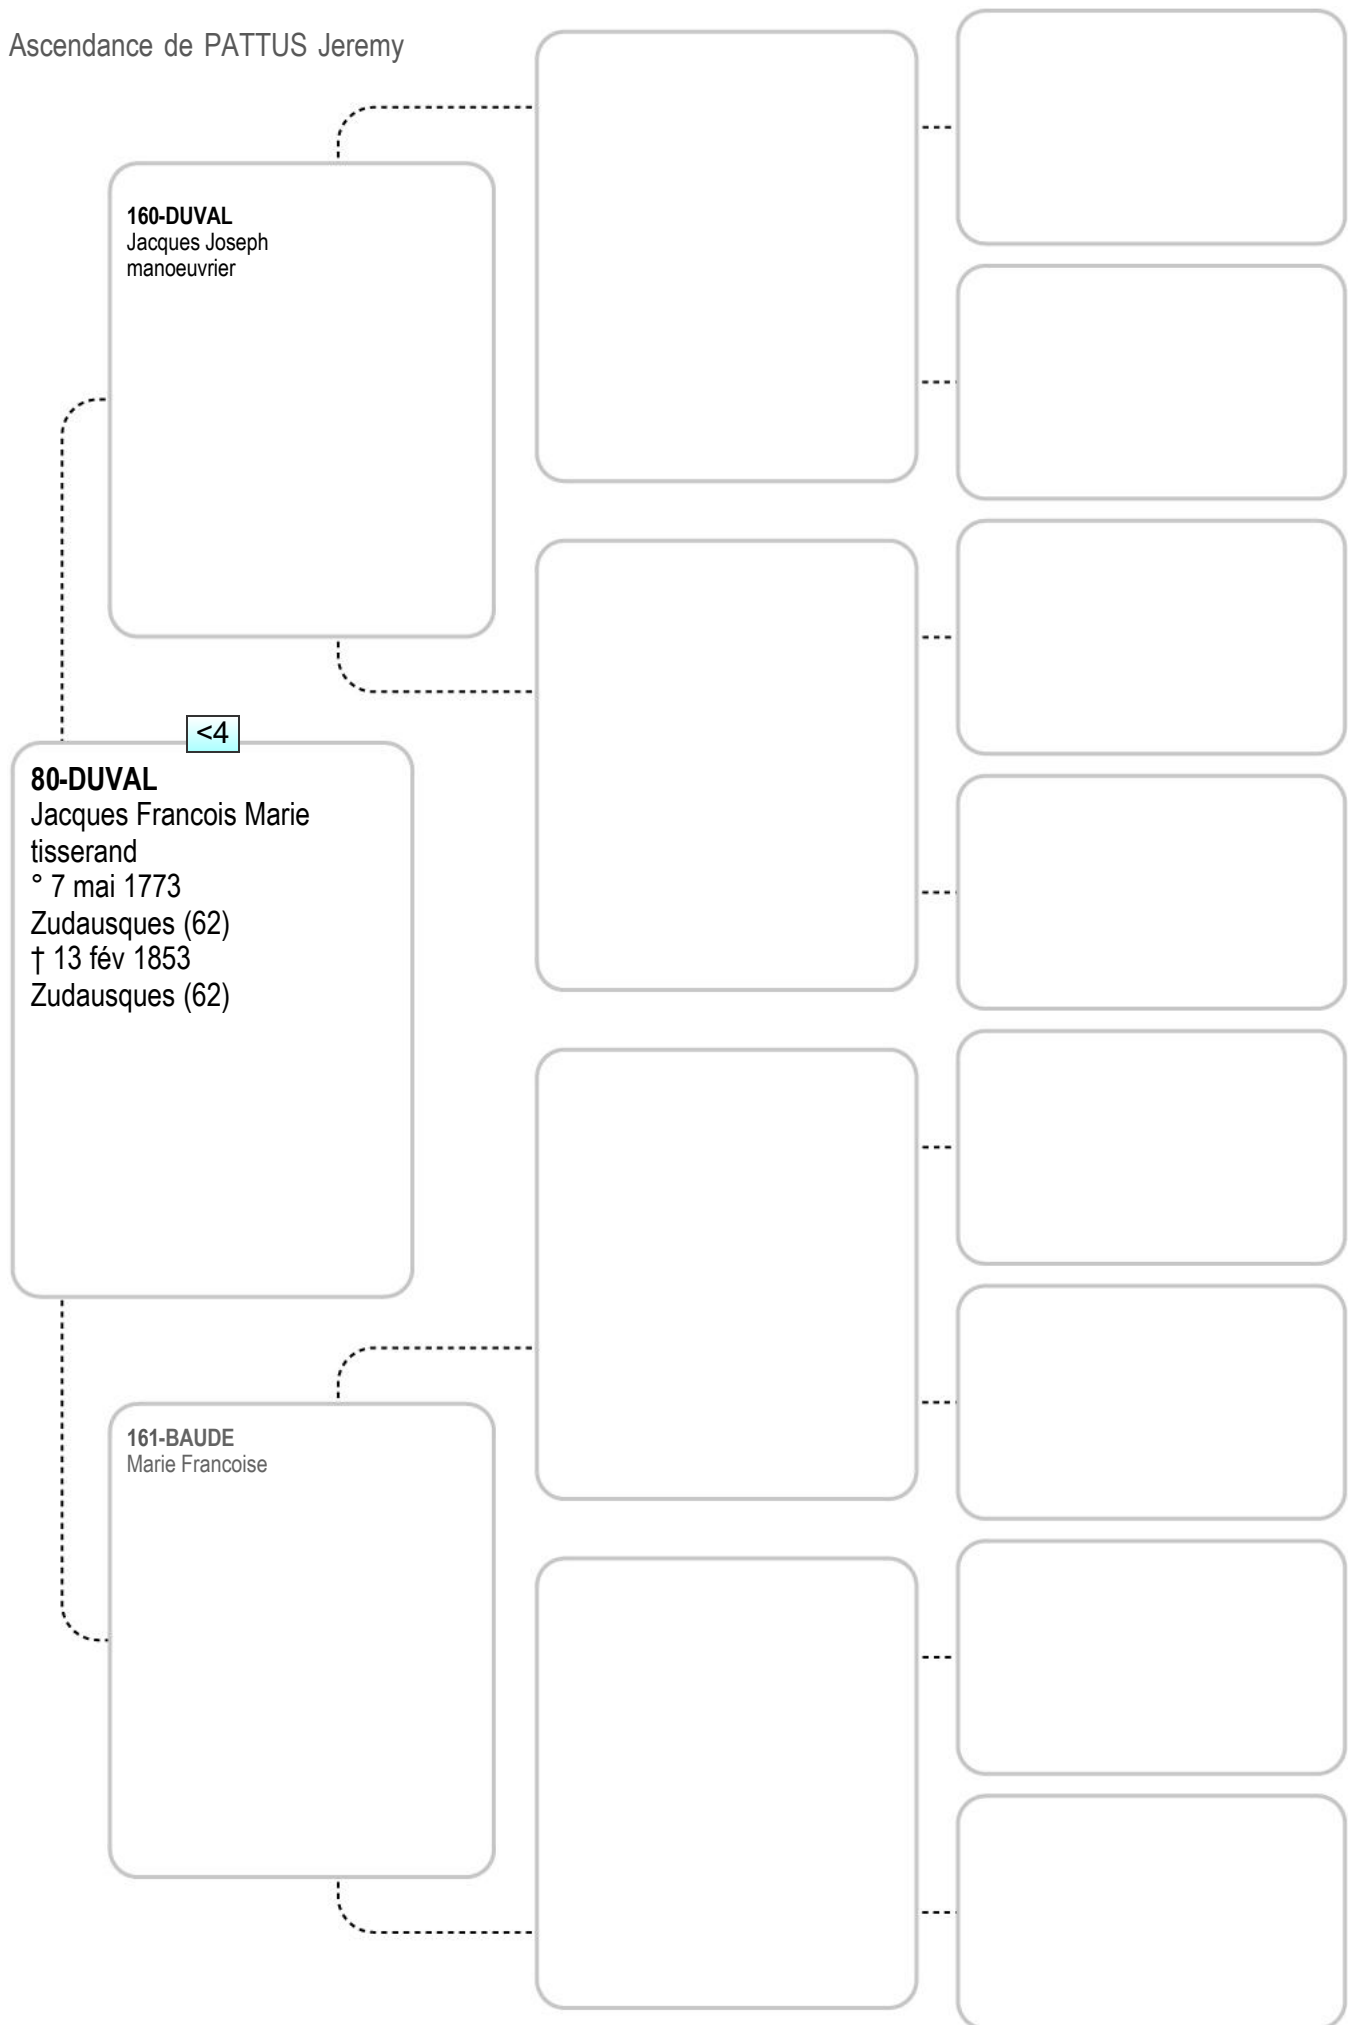 Ascendance de PATTUS Jeremy
160-DUVAL
Jacques Joseph
manoeuvrier
<4
80-DUVAL
Jacques Francois Marie
tisserand
° 7 mai 1773
Zudausques (62)
† 13 fév 1853
Zudausques (62)
161-BAUDE
Marie Francoise